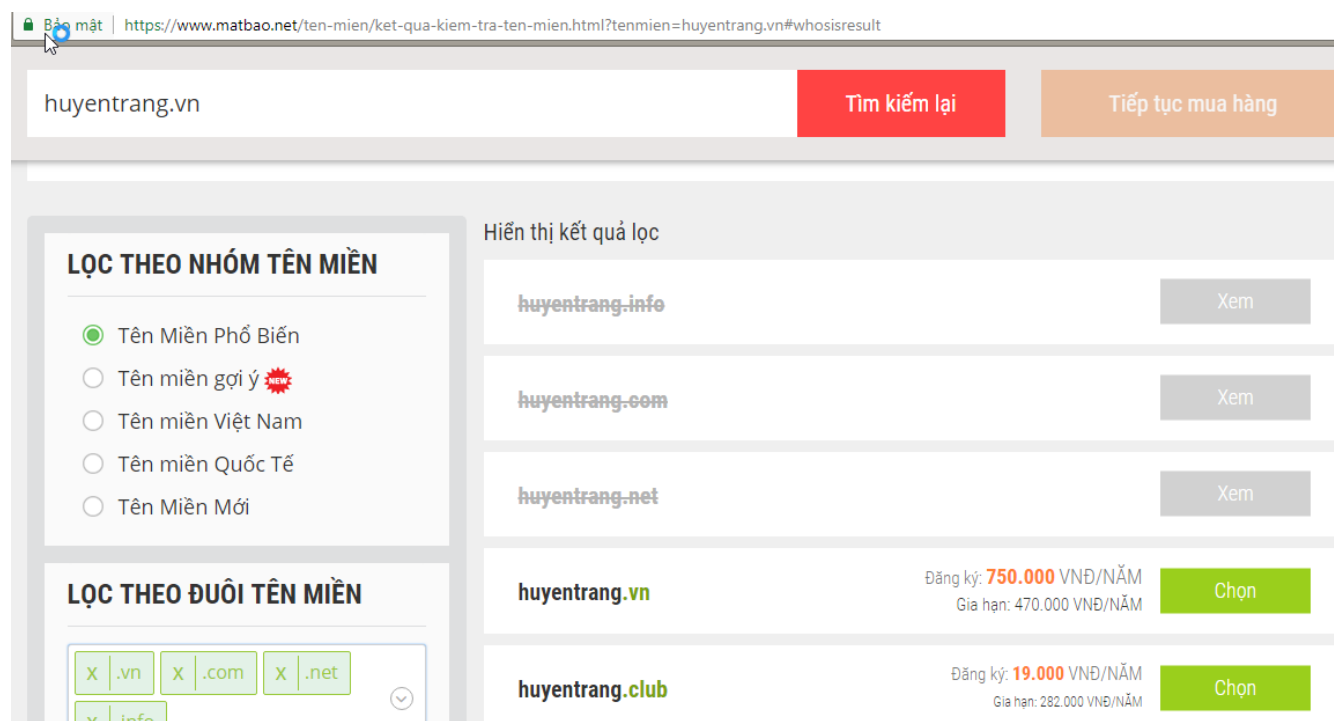 Bảo mật | https://www.matbao.net/ten-mien/ket-qua-kiem-tra-ten-mien.html?tenmien=huyentrang.vn#whosisresult
huyentrang.vn
Tìm kiếm lại
Tiếp tục mua hàng
LỌC THEO NHÓM TÊN MIỀN
Tên Miền Phổ Biến
Tên miền gợi ý NEW
Tên miền Việt Nam
Tên miền Quốc Tế
Tên Miền Mới
LỌC THEO ĐUÔI TÊN MIỀN
x .vn x .com x .net
x .info
Hiển thị kết quả lọc
huyentrang.info Xem
huyentrang.com Xem
huyentrang.net Xem
huyentrang.vn
Đăng ký: 750.000 VNĐ/NĂM
Gia hạn: 470.000 VNĐ/NĂM
Chọn
huyentrang.club
Đăng ký: 19.000 VNĐ/NĂM
Gia hạn: 282.000 VNĐ/NĂM
Chọn